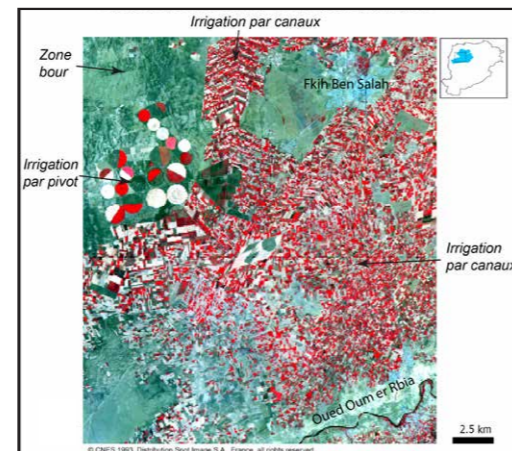 Irrigation par canaux
Zone
bour
Fkih Ben Salah
Irrigation
par pivot
Irrigation
par canaux
Oued Oum er Rbia
2.5 km
© CNES 1993, Distribution Spot Image S.A., France, all rights reserved